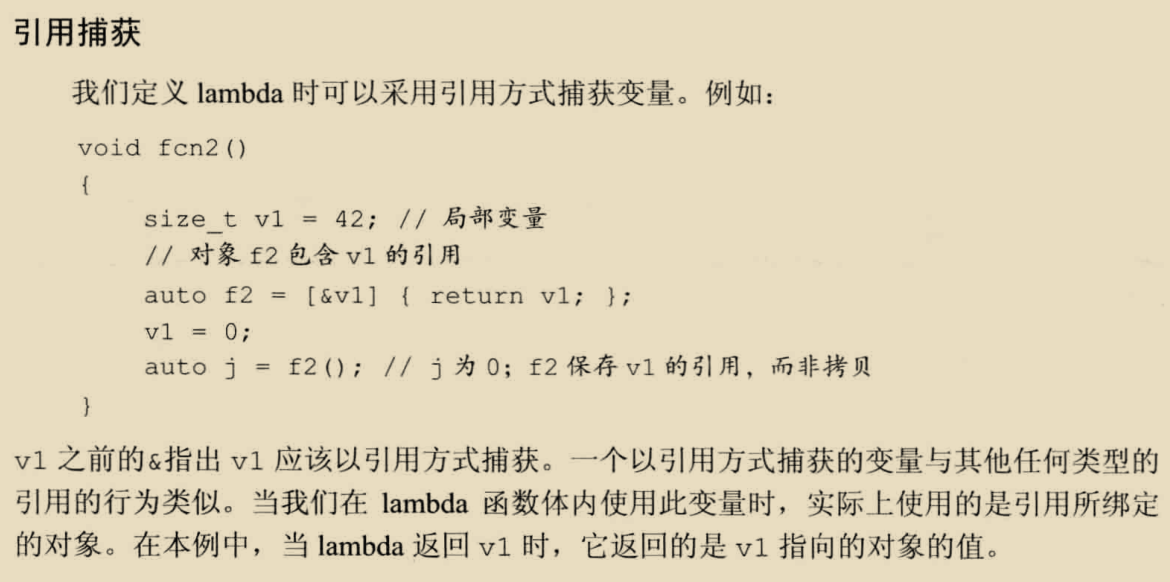 引用捕获
我们定义 lambda 时可以采用引用方式捕获变量。例如：
void fcn2()
{
size_t v1 = 42; // 局部变量
// 对象 f2 包含 v1 的引用
auto f2 = [&v1] { return v1; };
v1 = 0;
auto j = f2(); // j 为 0；f2 保存 v1 的引用，而非拷贝
}
v1 之前的&指出 v1 应该以引用方式捕获。一个以引用方式捕获的变量与其他任何类型的
引用的行为类似。当我们在 lambda 函数体内使用此变量时，实际上使用的是引用所绑定
的对象。在本例中，当 lambda 返回 v1 时，它返回的是 v1 指向的对象的值。